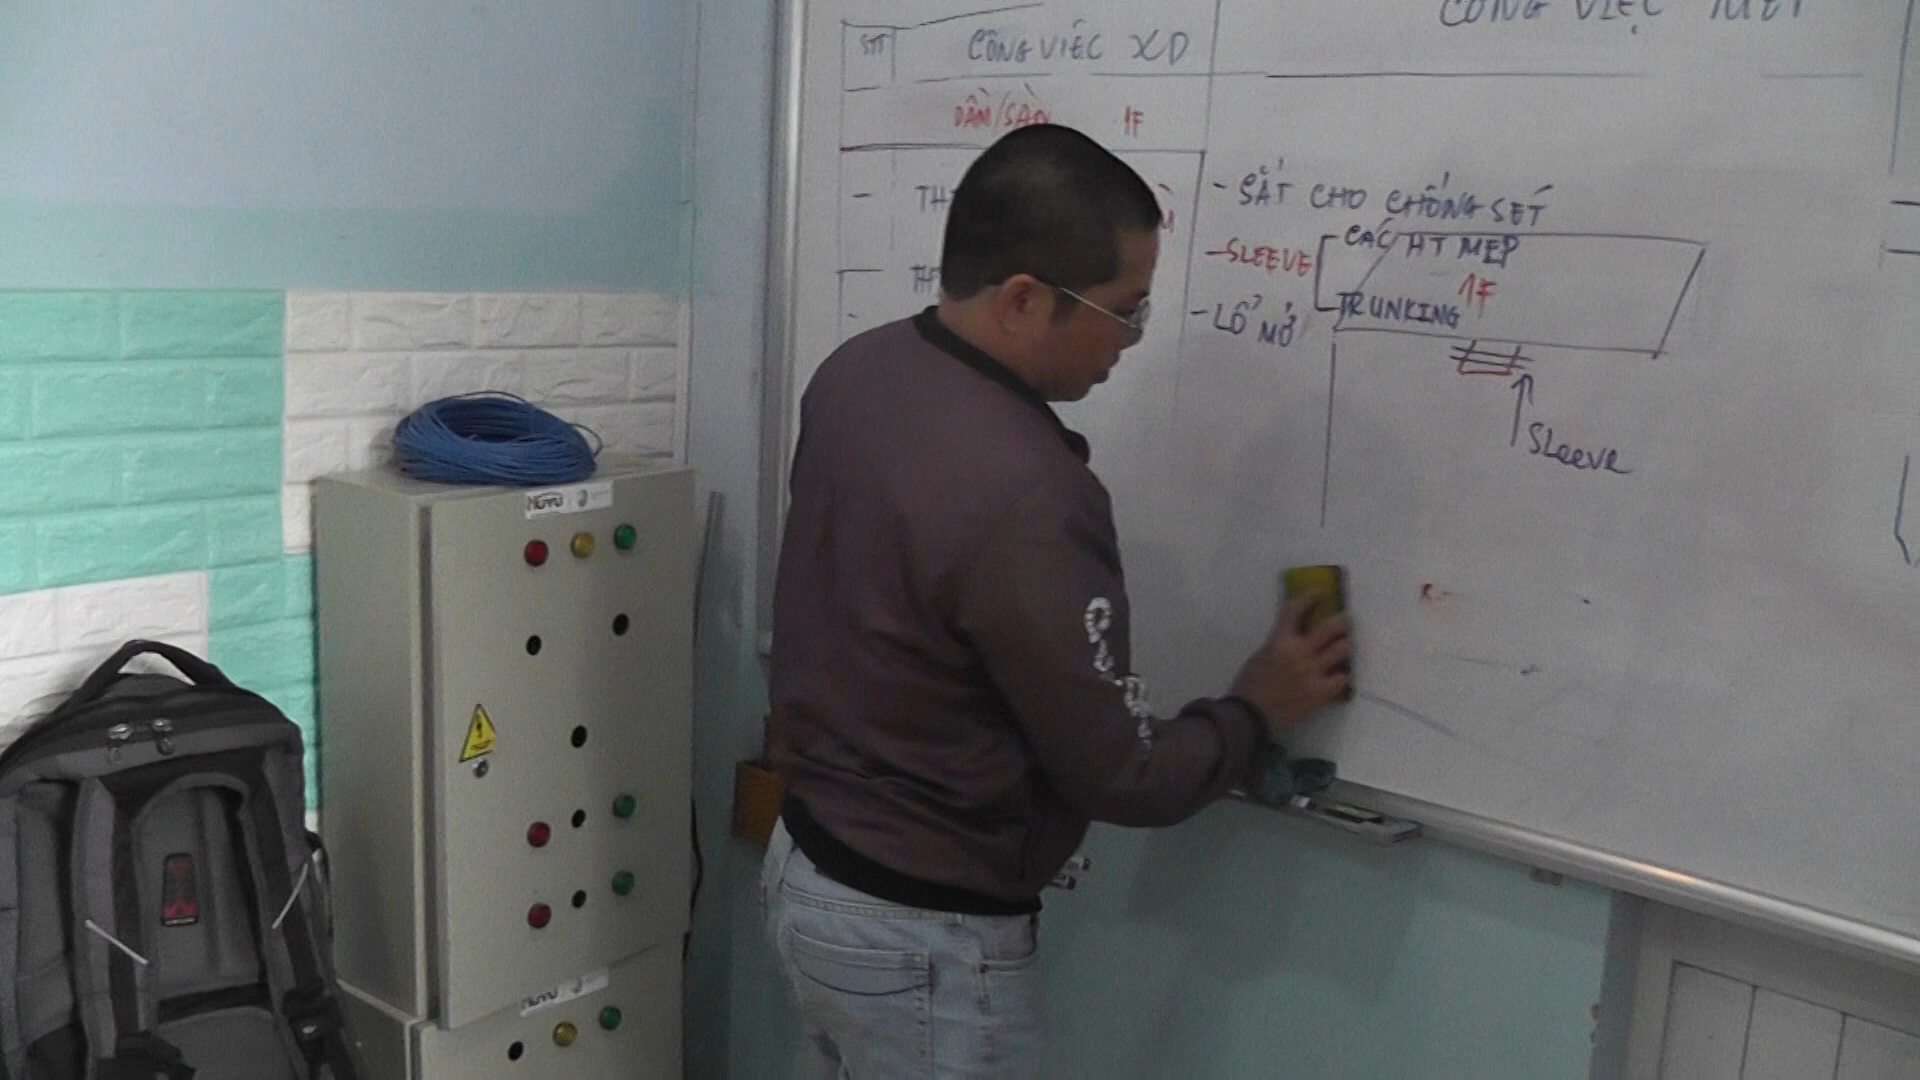 STT
CÔNG VIỆC XD
CÔNG VIỆC
DẦM/SÀN 1F
- SẮT CHO CHỐNG SÉT
- SLEEVE
CÁC HT MEP
TRUNKING
1F
- LỖ MỞ
SLeeve